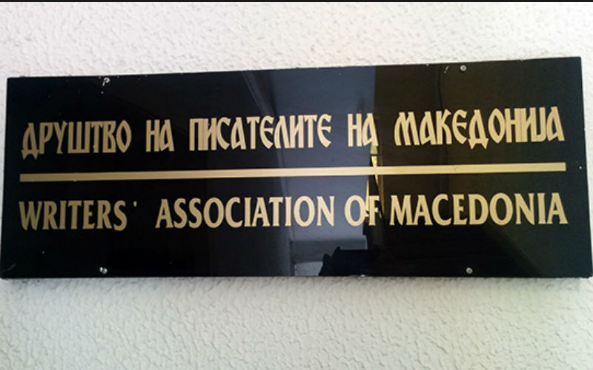 ДРУШТВО НА ПИСАТЕЛИТЕ НА МАКЕДОНИЈА
WRITERS' ASSOCIATION OF MACEDONIA